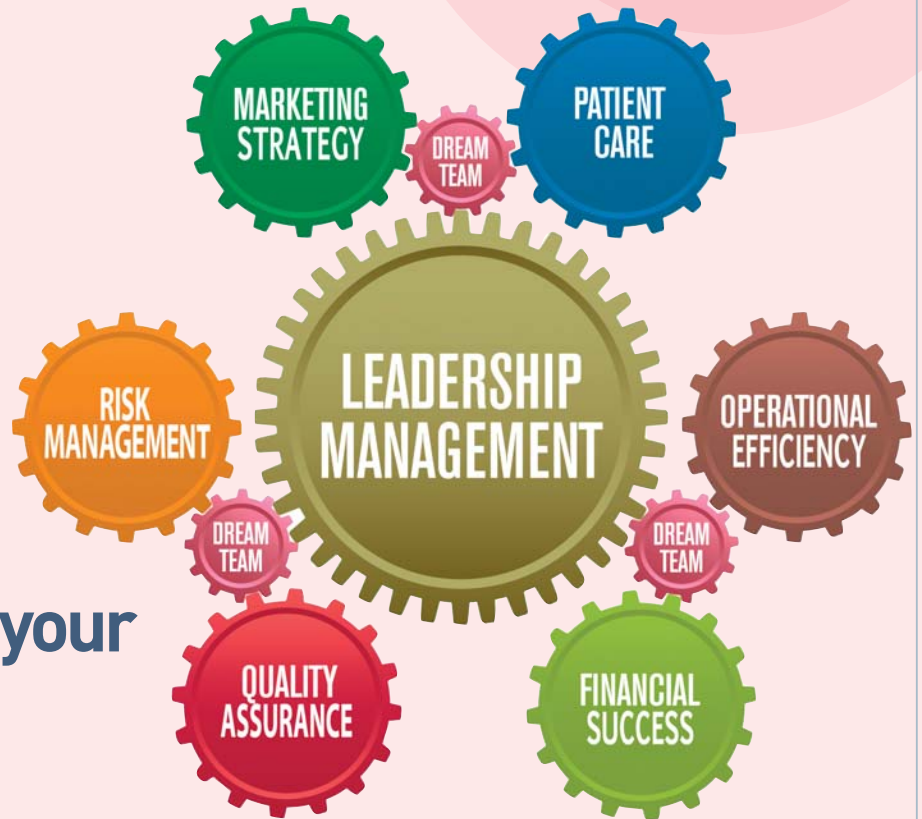 MARKETING
STRATEGY
DREAM
TEAM
PATIENT
CARE
RISK
MANAGEMENT
LEADERSHIP
MANAGEMENT
OPERATIONAL
EFFICIENCY
DREAM
TEAM
DREAM
TEAM
your
QUALITY
ASSURANCE
FINANCIAL
SUCCESS